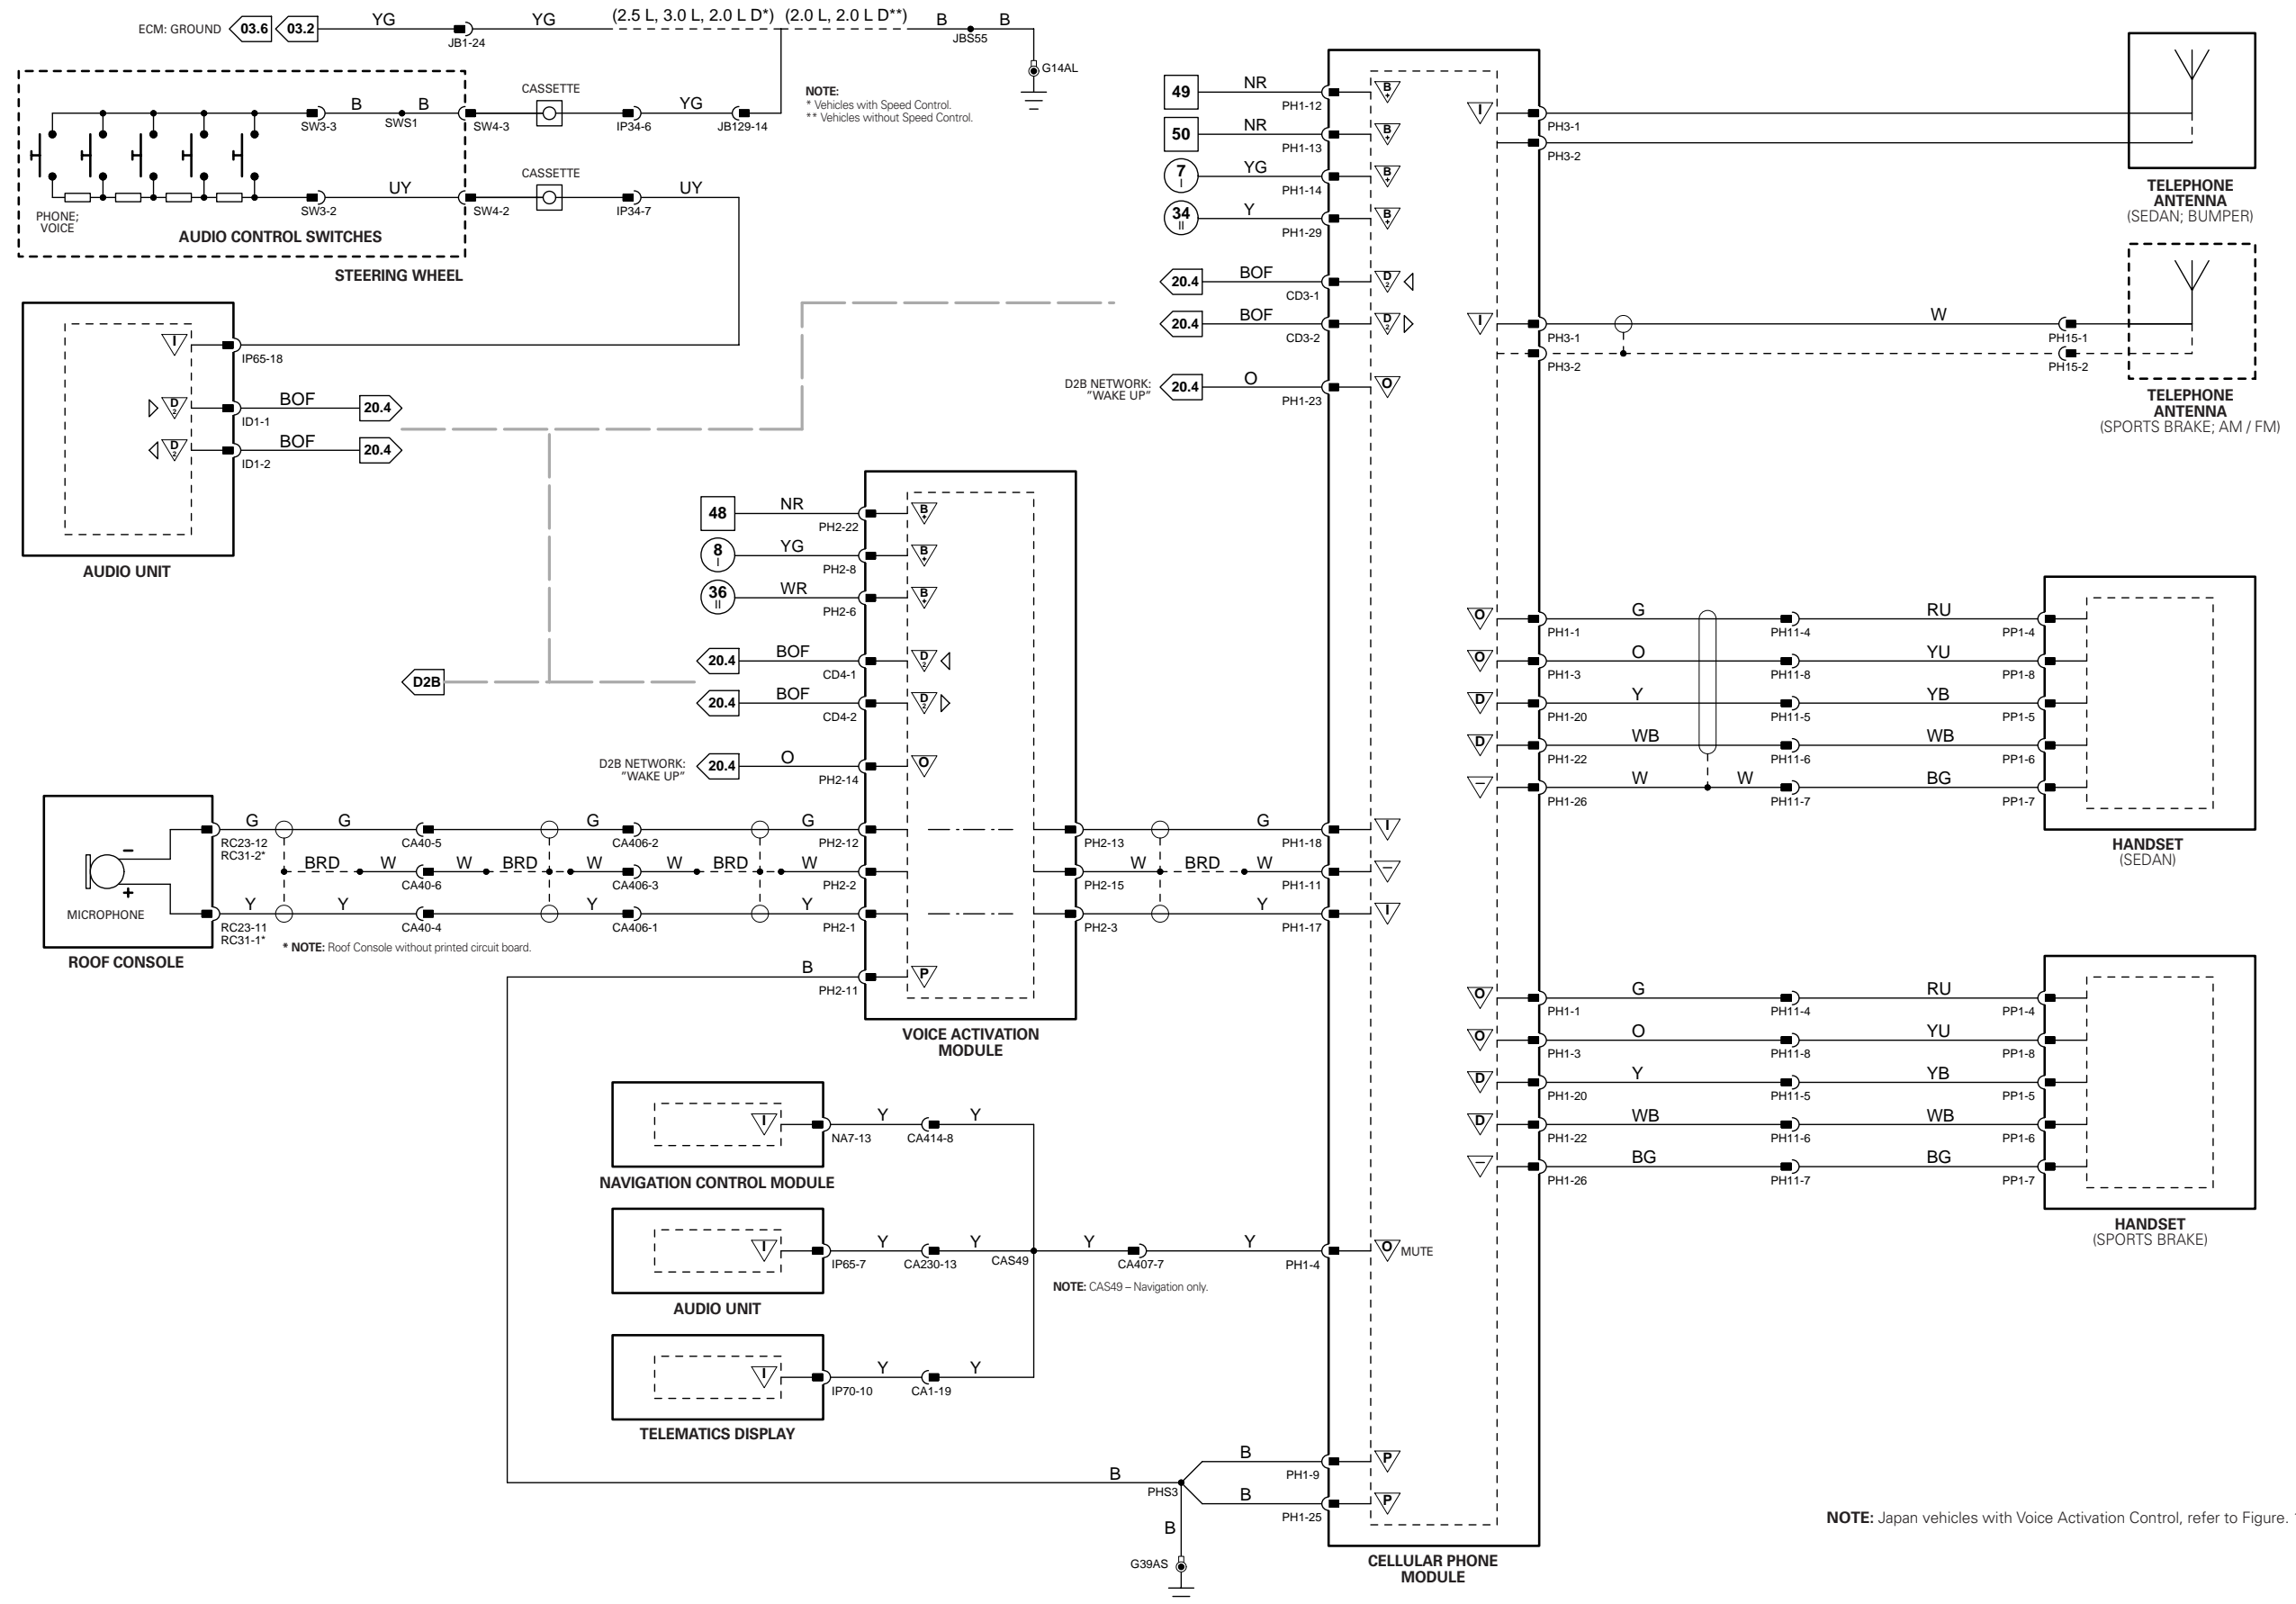 ECM: GROUND 03.6 03.2 YG JB1-24 YG (2.5 L, 3.0 L, 2.0 L D*) (2.0 L, 2.0 L D**) B JBS55 B
G14AL
NOTE:
* Vehicles with Speed Control.
** Vehicles without Speed Control.
SW3-3 B SWS1 B SW4-3 CASSETTE IP34-6 YG JB129-14
SW3-2 UY SW4-2 CASSETTE IP34-7 UY
PHONE;
VOICE
AUDIO CONTROL SWITCHES
STEERING WHEEL
I IP65-18
D2 ID1-1 BOF 20.4
D2 ID1-2 BOF 20.4
AUDIO UNIT
D2B
48 NR PH2-22 B+
8 I YG PH2-8 B+
36 II WR PH2-6 B+
20.4 BOF CD4-1 D2
20.4 BOF CD4-2 D2
D2B NETWORK:
"WAKE UP"
20.4 O PH2-14 O
MICROPHONE
– +
ROOF CONSOLE
RC23-12
RC31-2*
G G CA40-5 G CA406-2 G PH2-12
BRD W CA40-6 W BRD W CA406-3 W BRD W PH2-2
RC23-11
RC31-1*
Y Y CA40-4 Y CA406-1 Y PH2-1
* NOTE: Roof Console without printed circuit board.
B PH2-11 P
PH2-13 G PH1-18 I
PH2-15 W BRD W PH1-11 –
PH2-3 Y PH1-17 I
VOICE ACTIVATION
MODULE
I NA7-13 Y CA414-8 Y
NAVIGATION CONTROL MODULE
I IP65-7 Y CA230-13 Y CAS49 Y CA407-7 Y PH1-4 O MUTE
NOTE: CAS49 – Navigation only.
AUDIO UNIT
I IP70-10 Y CA1-19 Y
TELEMATICS DISPLAY
B PHS3
B PH1-9 P
B PH1-25 P
B
G39AS
49 NR PH1-12 B+
50 NR PH1-13 B+
7 I YG PH1-14 B+
34 II Y PH1-29 B+
20.4 BOF CD3-1 D2
20.4 BOF CD3-2 D2
D2B NETWORK:
"WAKE UP"
20.4 O PH1-23 O
CELLULAR PHONE
MODULE
I PH3-1
PH3-2
TELEPHONE
ANTENNA
(SEDAN; BUMPER)
I PH3-1 W PH15-1
PH3-2 PH15-2
TELEPHONE
ANTENNA
(SPORTS BRAKE; AM / FM)
O PH1-1 G PH11-4 RU PP1-4
O PH1-3 O PH11-8 YU PP1-8
D PH1-20 Y PH11-5 YB PP1-5
D PH1-22 WB PH11-6 WB PP1-6
– PH1-26 W W PH11-7 BG PP1-7
HANDSET
(SEDAN)
O PH1-1 G PH11-4 RU PP1-4
O PH1-3 O PH11-8 YU PP1-8
D PH1-20 Y PH11-5 YB PP1-5
D PH1-22 WB PH11-6 WB PP1-6
– PH1-26 BG PH11-7 BG PP1-7
HANDSET
(SPORTS BRAKE)
NOTE: Japan vehicles with Voice Activation Control, refer to Figure.